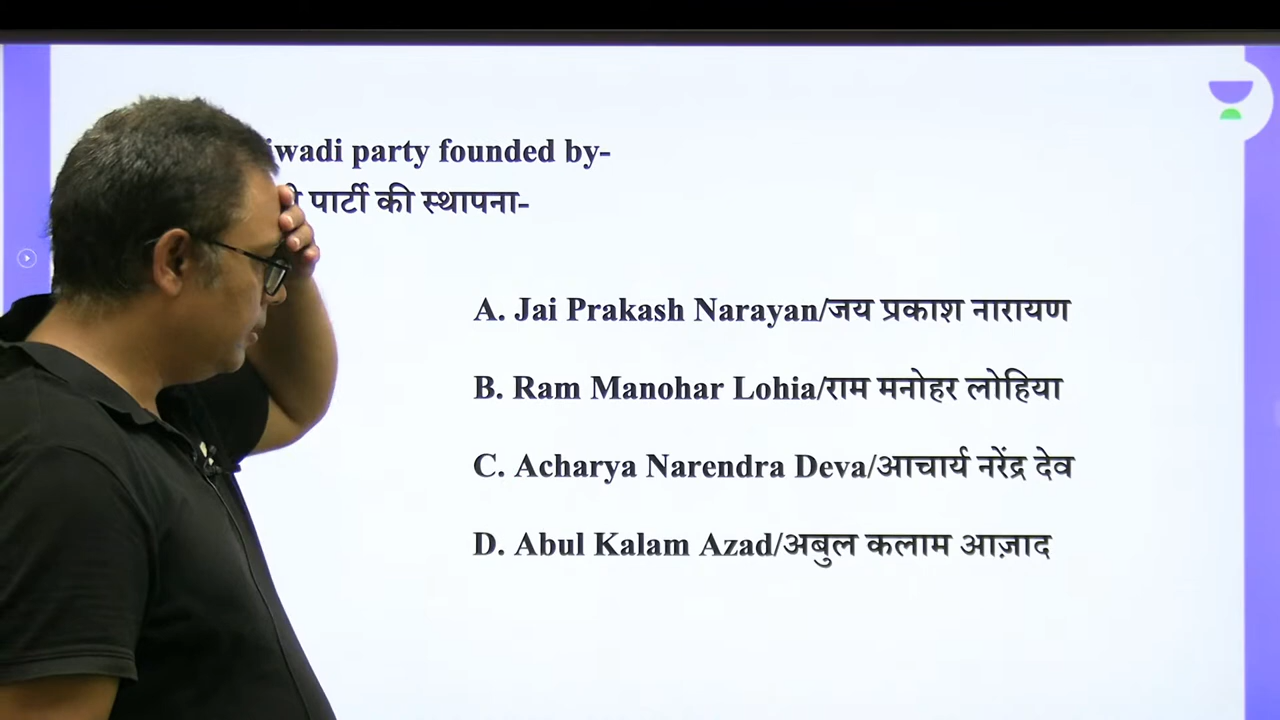 party founded by-
पार्टी की स्थापना-
A. Jai Prakash Narayan/जय प्रकाश नारायण
B. Ram Manohar Lohia/राम मनोहर लोहिया
C. Acharya Narendra Deva/आचार्य नरेंद्र देव
D. Abul Kalam Azad/अबुल कलाम आज़ाद